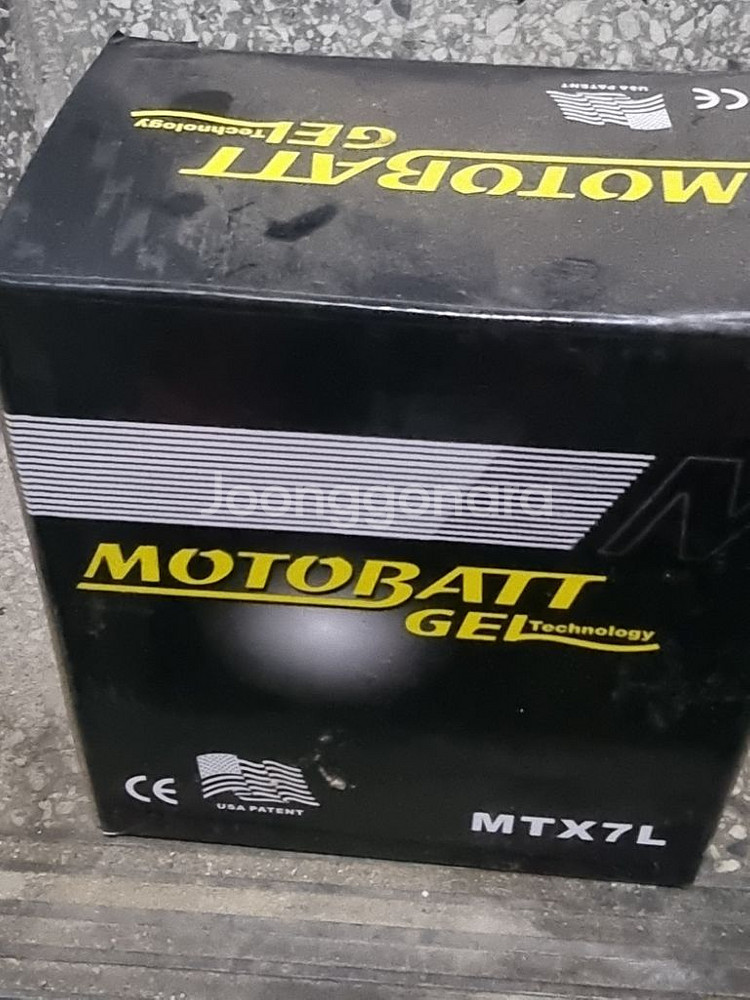 USA PATENT
CE
MOTOBATT
GEL Technology
Joonggonara
MOTOBATT
GEL Technology
CE
USA PATENT
MTX7L